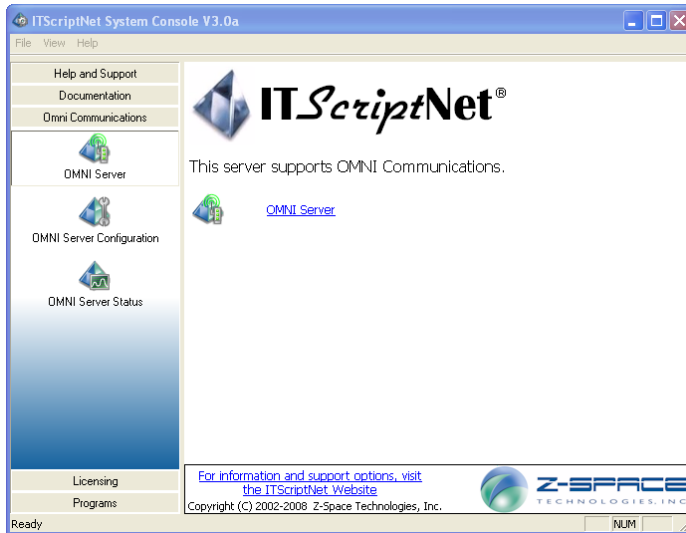 ITScriptNet System Console V3.0a
File View Help
Help and Support
Documentation
Omni Communications
OMNI Server
OMNI Server Configuration
OMNI Server Status
Licensing
Programs
ITScriptNet®
This server supports OMNI Communications.
OMNI Server
For information and support options, visit
the ITScriptNet Website
Copyright (C) 2002-2008 Z-Space Technologies, Inc.
Z-SPACE
TECHNOLOGIES, INC
Ready
NUM